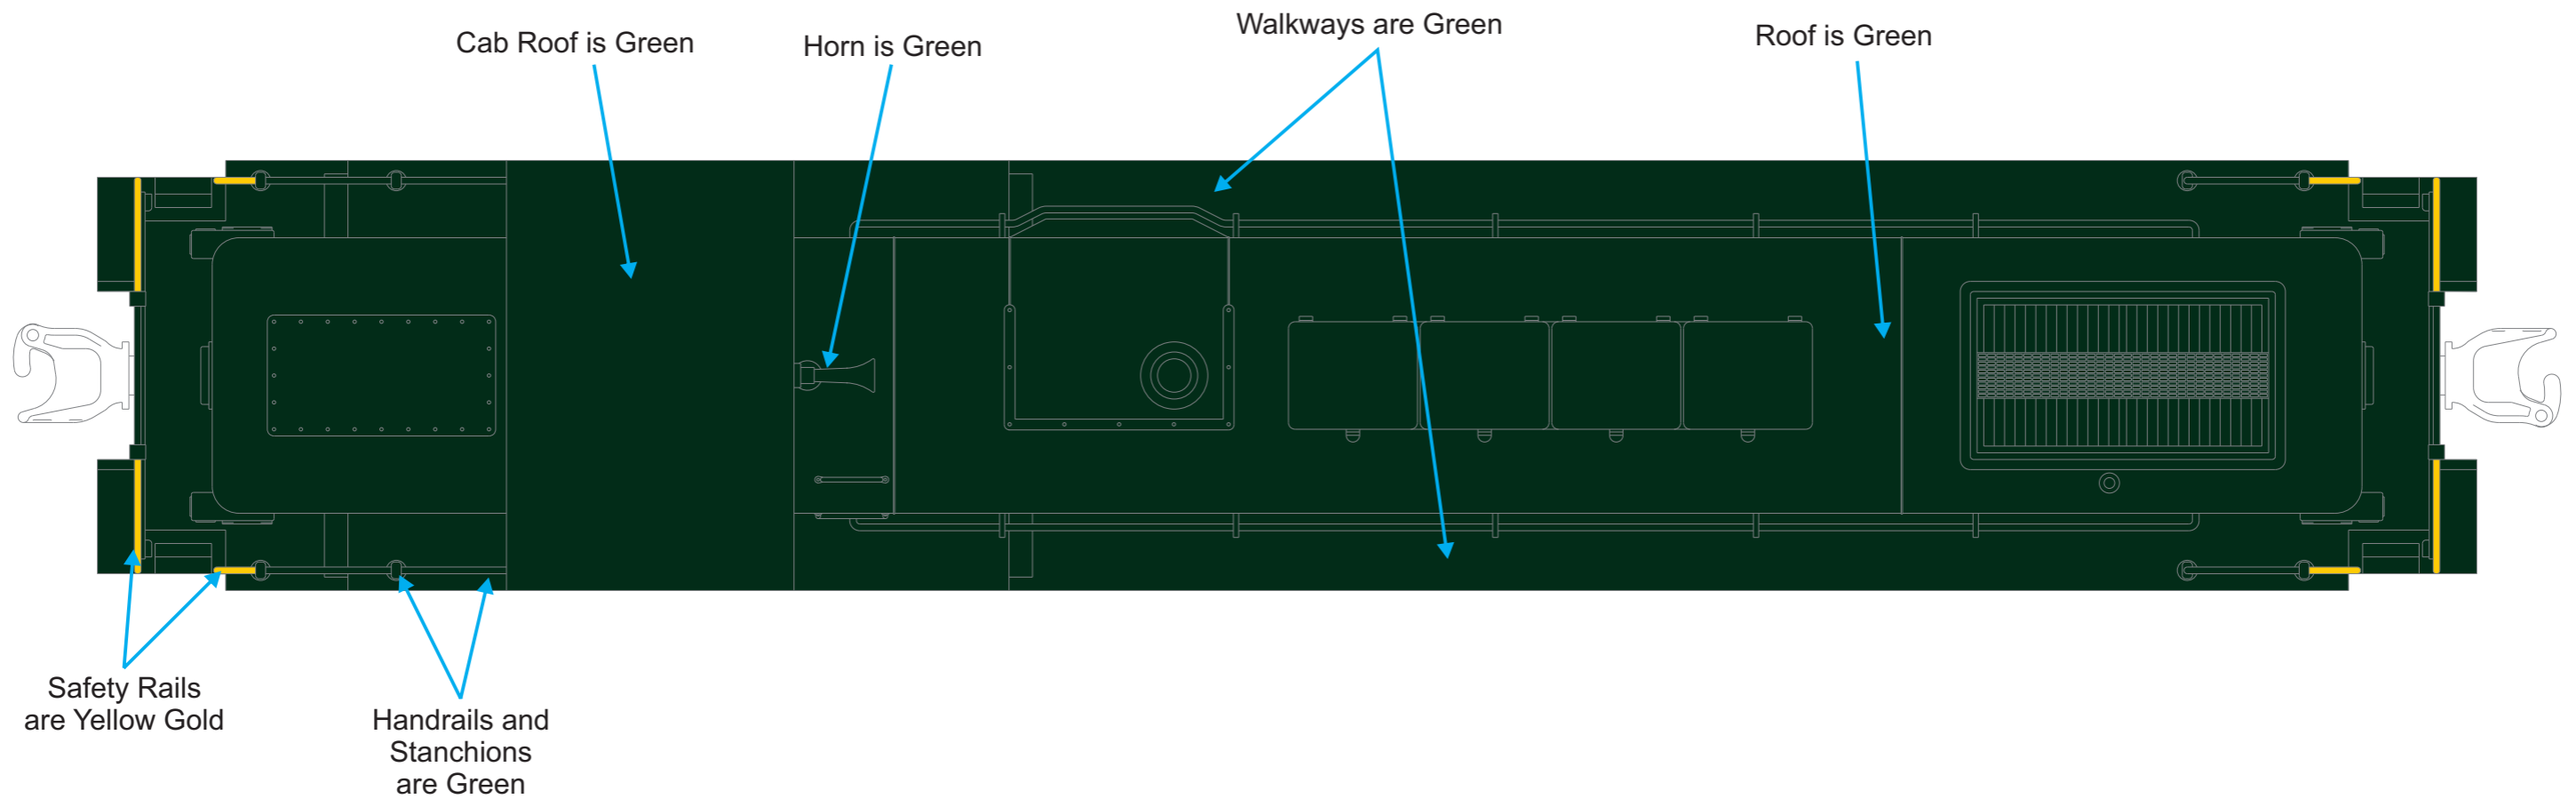 Cab Roof is Green
Horn is Green
Walkways are Green
Roof is Green
Safety Rails
are Yellow Gold
Handrails and
Stanchions
are Green